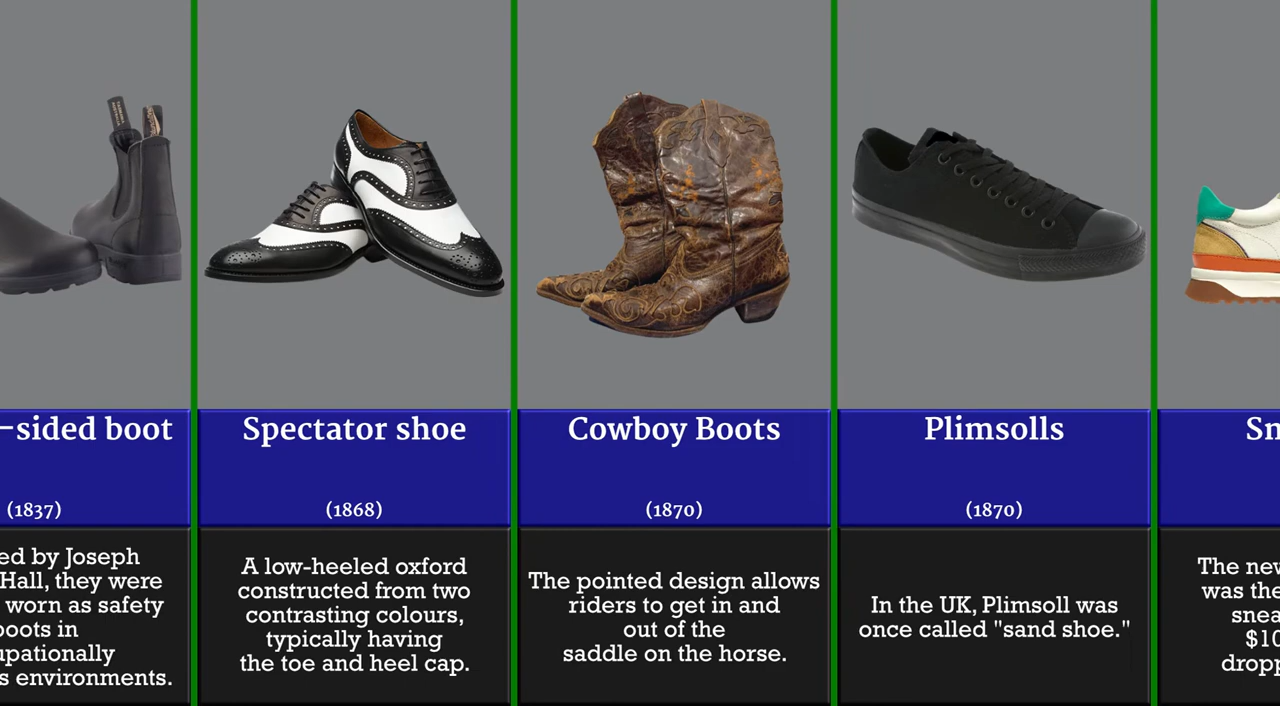 -sided boot
(1837)
ed by Joseph
Hall, they were
worn as safety
boots in
upationally
s environments.
Spectator shoe
(1868)
A low-heeled oxford
constructed from two
contrasting colours,
typically having
the toe and heel cap.
Cowboy Boots
(1870)
The pointed design allows
riders to get in and
out of the
saddle on the horse.
Plimsolls
(1870)
In the UK, Plimsoll was
once called "sand shoe."
Sn
The new
was the
snea
$10
dropp